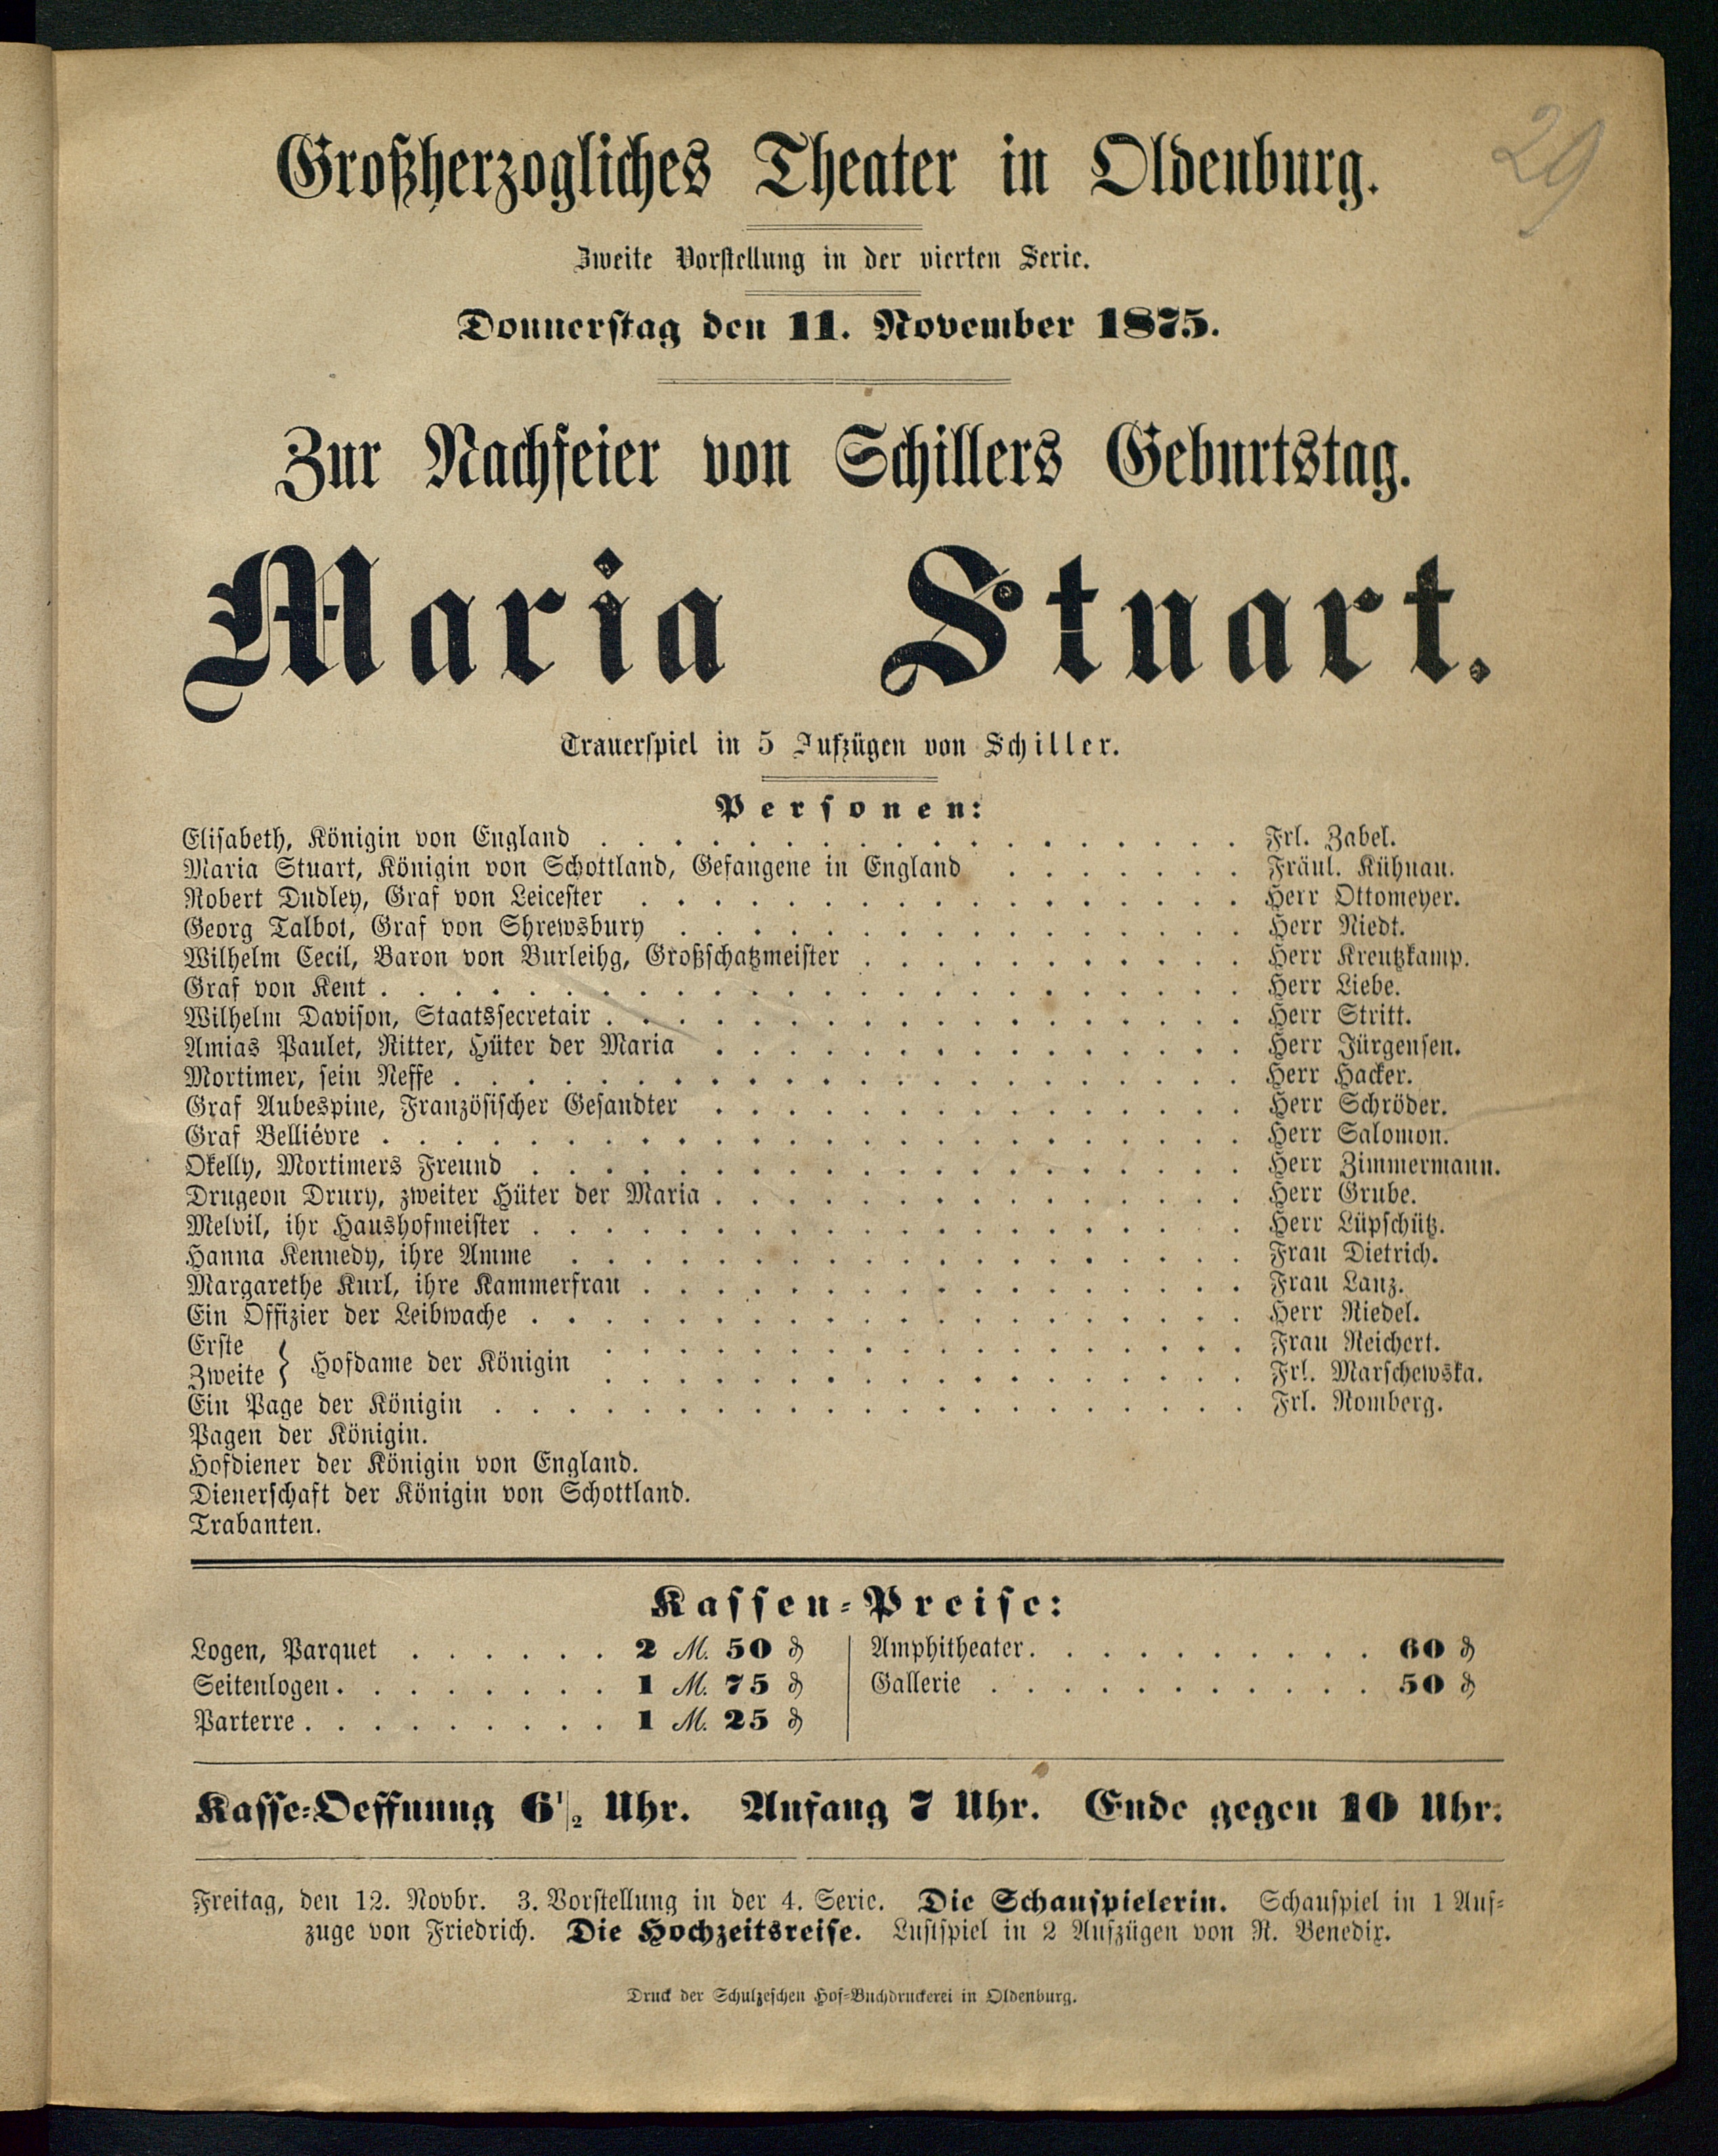 29
Großherzogliches Theater in Oldenburg.
Zweite Vorstellung in der vierten Serie.
Donnerstag den 11. November 1875.
Zur Nachfeier von Schillers Geburtstag.
Maria Stuart.
Trauerspiel in 5 Aufzügen von Schiller.
Personen:
Elisabeth, Königin von England . . . . . . . . . . . . . . . . . . Frl. Zabel.
Maria Stuart, Königin von Schottland, Gefangene in England . . . . . . . Fräul. Kühnau.
Robert Dudley, Graf von Leicester . . . . . . . . . . . . . . . . . Herr Ottomeyer.
Georg Talbot, Graf von Shrewsbury . . . . . . . . . . . . . . . . Herr Niedt.
Wilhelm Cecil, Baron von Burleihg, Großschatzmeister . . . . . . . . . . . Herr Kreutzkamp.
Graf von Kent . . . . . . . . . . . . . . . . . . . . . . . . Herr Liebe.
Wilhelm Davison, Staatssecretair . . . . . . . . . . . . . . . . . . Herr Stritt.
Amias Paulet, Ritter, Hüter der Maria . . . . . . . . . . . . . . . Herr Jürgensen.
Mortimer, sein Neffe . . . . . . . . . . . . . . . . . . . . . . Herr Hacker.
Graf Aubespine, Französischer Gesandter . . . . . . . . . . . . . . . Herr Schröder.
Graf Belliévre . . . . . . . . . . . . . . . . . . . . . . . . Herr Salomon.
Okelly, Mortimers Freund . . . . . . . . . . . . . . . . . . . . Herr Zimmermann.
Drugeon Drury, zweiter Hüter der Maria . . . . . . . . . . . . . . . Herr Grube.
Melvil, ihr Haushofmeister . . . . . . . . . . . . . . . . . . . . Herr Lüpschütz.
Hanna Kennedy, ihre Amme . . . . . . . . . . . . . . . . . . . Frau Dietrich.
Margarethe Kurl, ihre Kammerfrau . . . . . . . . . . . . . . . . . Frau Lanz.
Ein Offizier der Leibwache . . . . . . . . . . . . . . . . . . . . Herr Riedel.
Erste } Hofdame der Königin . . . . . . . . . . . . . . . . . . Frau Reichert.
Zweite . . . . . . . . . . . . . . . . . . Frl. Marschewska.
Ein Page der Königin . . . . . . . . . . . . . . . . . . . . . Frl. Romberg.
Pagen der Königin.
Hofdiener der Königin von England.
Dienerschaft der Königin von Schottland.
Trabanten.
Kassen-Preise:
Logen, Parquet . . . . . . 2 M. 50 ₰
Seitenlogen . . . . . . . . 1 M. 75 ₰
Parterre . . . . . . . . . 1 M. 25 ₰
Amphitheater . . . . . . . . . . 60 ₰
Gallerie . . . . . . . . . . . 50 ₰
Kasse-Oeffnung 6 1/2 Uhr. Anfang 7 Uhr. Ende gegen 10 Uhr.
Freitag, den 12. Novbr. 3. Vorstellung in der 4. Serie. Die Schauspielerin. Schauspiel in 1 Auf-
zuge von Friedrich. Die Hochzeitsreise. Lustspiel in 2 Aufzügen von R. Benedix.
Druck der Schulzeschen Hof-Buchdruckerei in Oldenburg.